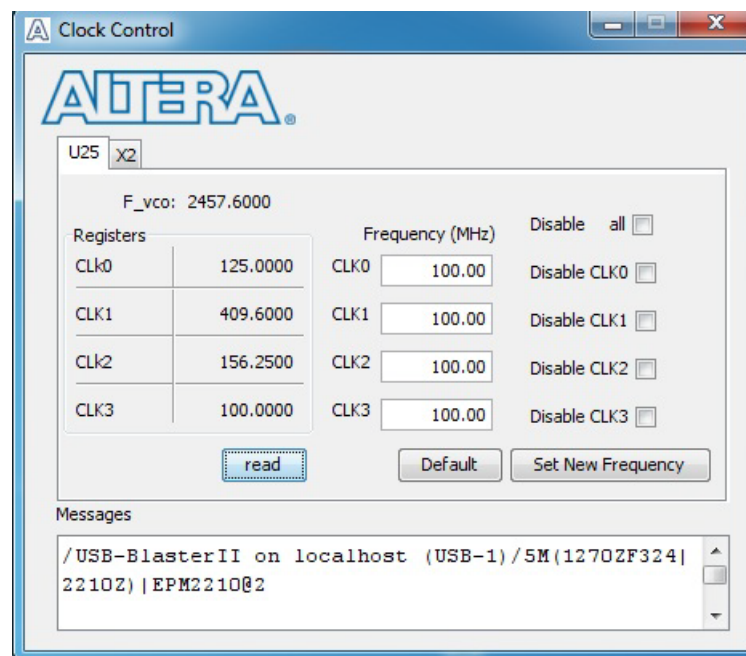 Clock Control
ALTERA®
U25 X2
F_vco: 2457.6000
Registers Frequency (MHz) Disable all
CLk0 125.0000 CLK0 100.00 Disable CLK0
CLK1 409.6000 CLK1 100.00 Disable CLK1
CLk2 156.2500 CLK2 100.00 Disable CLK2
CLK3 100.0000 CLK3 100.00 Disable CLK3
read Default Set New Frequency
Messages
/USB-BlasterII on localhost (USB-1)/5M(1270ZF324|
2210Z)|EPM2210@2